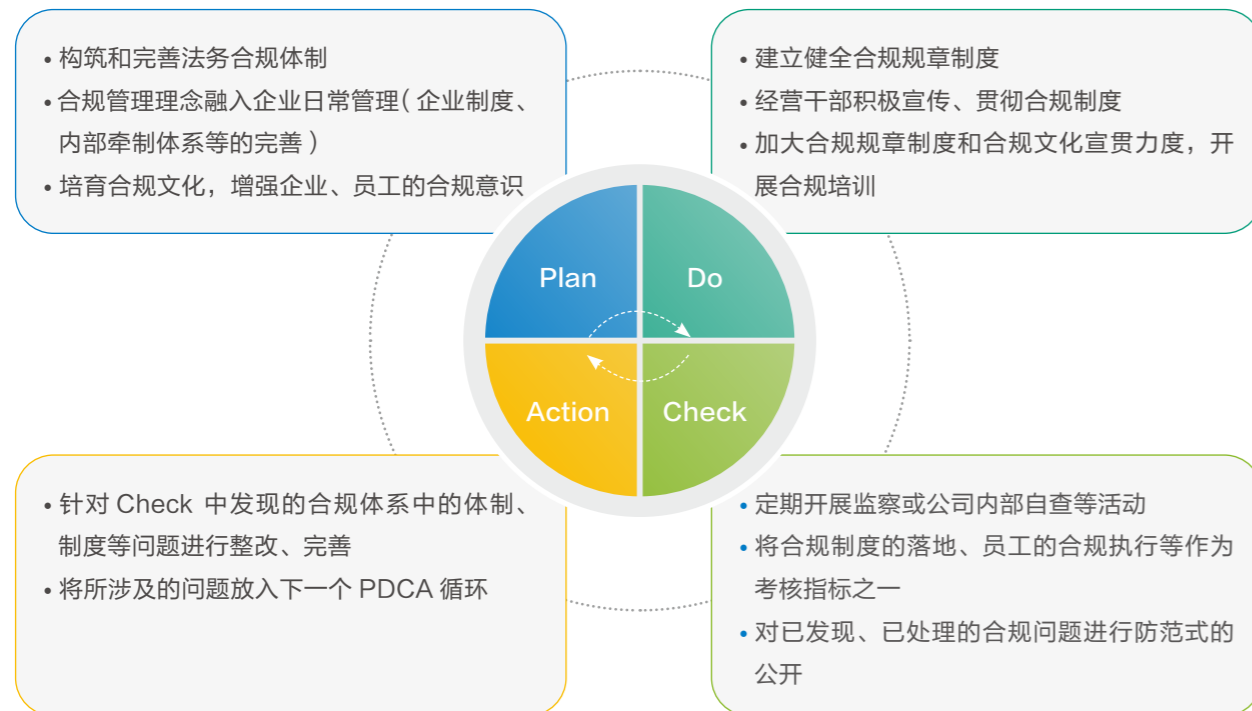 • 构筑和完善法务合规体制
• 合规管理理念融入企业日常管理（企业制度、
内部牵制体系等的完善）
• 培育合规文化，增强企业、员工的合规意识
• 建立健全合规规章制度
• 经营干部积极宣传、贯彻合规制度
• 加大合规规章制度和合规文化宣贯力度，开
展合规培训
Plan
Do
Action
Check
• 针对 Check 中发现的合规体系中的体制、
制度等问题进行整改、完善
• 将所涉及的问题放入下一个 PDCA 循环
• 定期开展监察或公司内部自查等活动
• 将合规制度的落地、员工的合规执行等作为
考核指标之一
• 对已发现、已处理的合规问题进行防范式的
公开